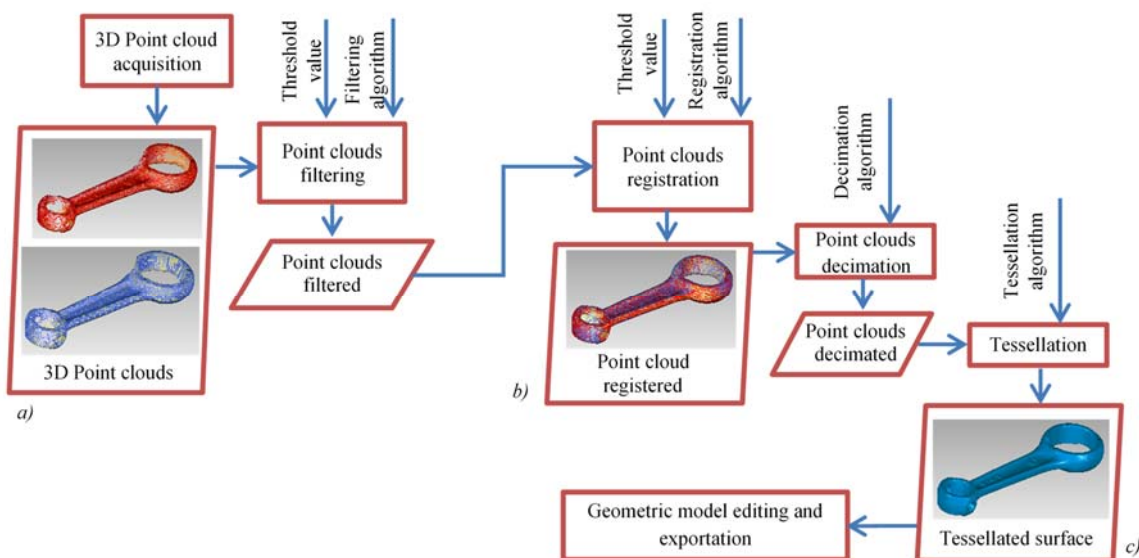 3D Point cloud
acquisition
Threshold
value
Filtering
algorithm
Point clouds
filtering
Point clouds
filtered
3D Point clouds
a)
Threshold
value
Registration
algorithm
Point clouds
registration
Point cloud
registered
b)
Decimation
algorithm
Point clouds
decimation
Point clouds
decimated
Tessellation
algorithm
Tessellation
Tessellated surface
c)
Geometric model editing and
exportation